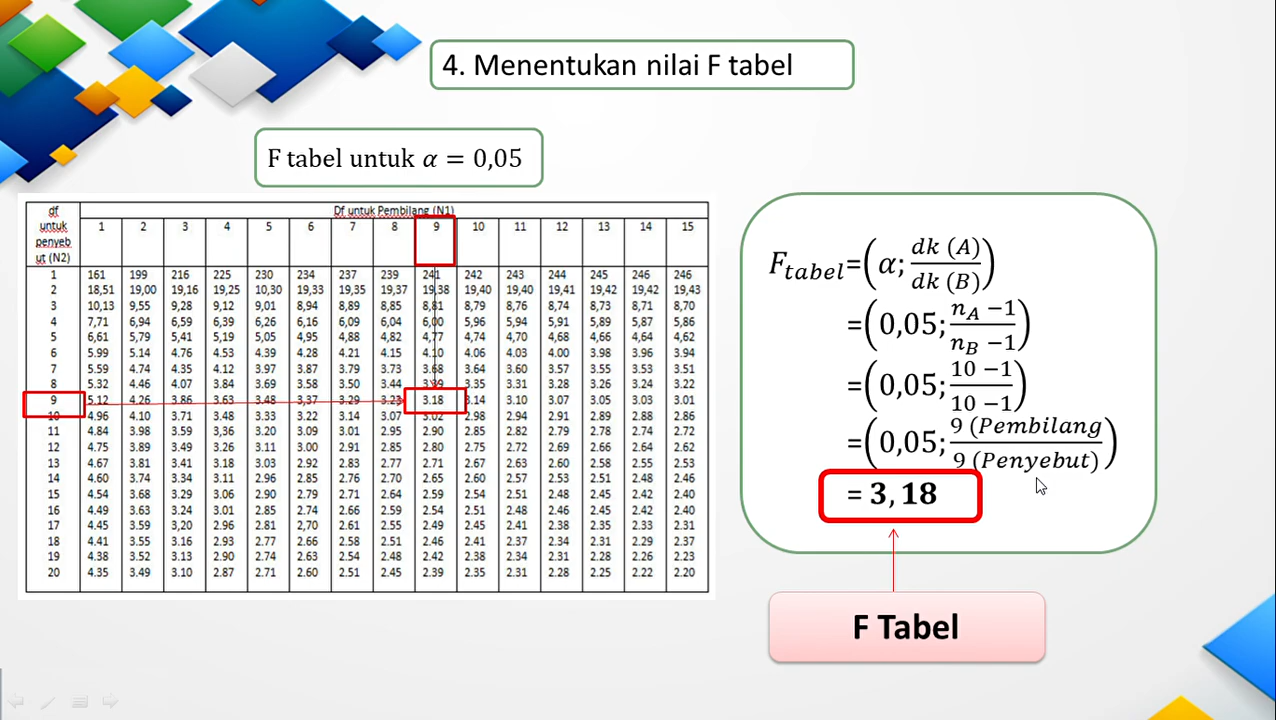 4. Menentukan nilai F tabel
F tabel untuk α = 0,05
df untuk penyeb ut (N2) Df untuk Pembilang (N1)
1 2 3 4 5 6 7 8 9 10 11 12 13 14 15
1 161 199 216 225 230 234 237 239 241 242 243 244 245 246 246
2 18,51 19,00 19,16 19,25 10,30 19,33 19,35 19,37 19,38 19,40 19,40 19,41 19,42 19,42 19,43
3 10,13 9,55 9,28 9,12 9,01 8,94 8,89 8,85 8,81 8,79 8,76 8,74 8,73 8,71 8,70
4 7,71 6,94 6,59 6,39 6,26 6,16 6,09 6,04 6,00 5,96 5,94 5,91 5,89 5,87 5,86
5 6,61 5,79 5,41 5,19 5,05 4,95 4,88 4,82 4,77 4,74 4,70 4,68 4,66 4,64 4,62
6 5.99 5.14 4.76 4.53 4.39 4.28 4.21 4.15 4.10 4.06 4.03 4.00 3.98 3.96 3.94
7 5.59 4.74 4.35 4.12 3.97 3.87 3.79 3.73 3.68 3.64 3.60 3.57 3.55 3.53 3.51
8 5.32 4.46 4.07 3.84 3.69 3.58 3.50 3.44 3.35 3.31 3.28 3.26 3.24 3.22
9 5.12 4.26 3.86 3.63 3.48 3,37 3.29 3.23 3.18 3.14 3.10 3.07 3.05 3.03 3.01
10 4.96 4.10 3.71 3.48 3.33 3.22 3.14 3.07 3.02 2.98 2.94 2.91 2.89 2.88 2.86
11 4.84 3.98 3.59 3,36 3.20 3.09 3.01 2.95 2.90 2.85 2.82 2.79 2.78 2.74 2.72
12 4.75 3.89 3.49 3.26 3.11 3.00 2.91 2.85 2.80 2.75 2.72 2.69 2.66 2.64 2.62
13 4.67 3.81 3.41 3.18 3.03 2.92 2.83 2.77 2.71 2.67 2.63 2.60 2.58 2.55 2.53
14 4.60 3.74 3.34 3.11 2.96 2.85 2.76 2.70 2.65 2.60 2.57 2.53 2.51 2.48 2.46
15 4.54 3.68 3.29 3.06 2.90 2.79 2.71 2.64 2.59 2.54 2.51 2.48 2.45 2.42 2.40
16 4.49 3.63 3.24 3.01 2.85 2.74 2.66 2.59 2.54 2.51 2.48 2.46 2.45 2.42 2.40
17 4.45 3.59 3,20 2.96 2.81 2,70 2.61 2.55 2.49 2.45 2.41 2.38 2.35 2.33 2.31
18 4.41 3.55 3.16 2.93 2.77 2.66 2.58 2.51 2.46 2.41 2.37 2.34 2.31 2.29 2.37
19 4.38 3.52 3.13 2.90 2.74 2.63 2.54 2.48 2.42 2.38 2.34 2.31 2.28 2.26 2.23
20 4.35 3.49 3.10 2.87 2.71 2.60 2.51 2.45 2.39 2.35 2.31 2.28 2.25 2.22 2.20
F_tabel=(α; dk (A)/dk (B))
=(0,05; n_A −1/n_B −1)
=(0,05; 10 −1/10 −1)
=(0,05; 9 (Pembilang/9 (Penyebut))
= 3,18
F Tabel